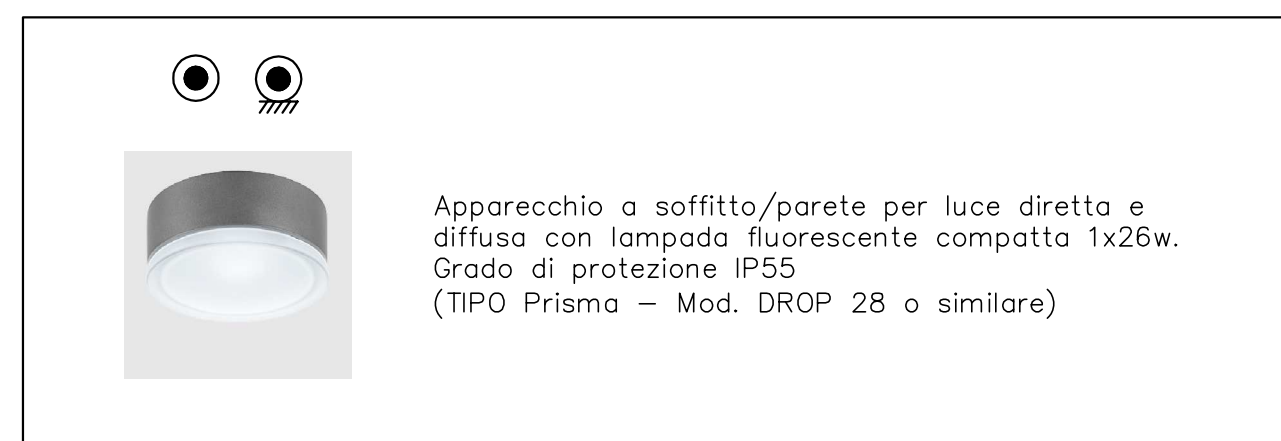 Apparecchio a soffitto/parete per luce diretta e
diffusa con lampada fluorescente compatta 1x26w.
Grado di protezione IP55
(TIPO Prisma – Mod. DROP 28 o similare)